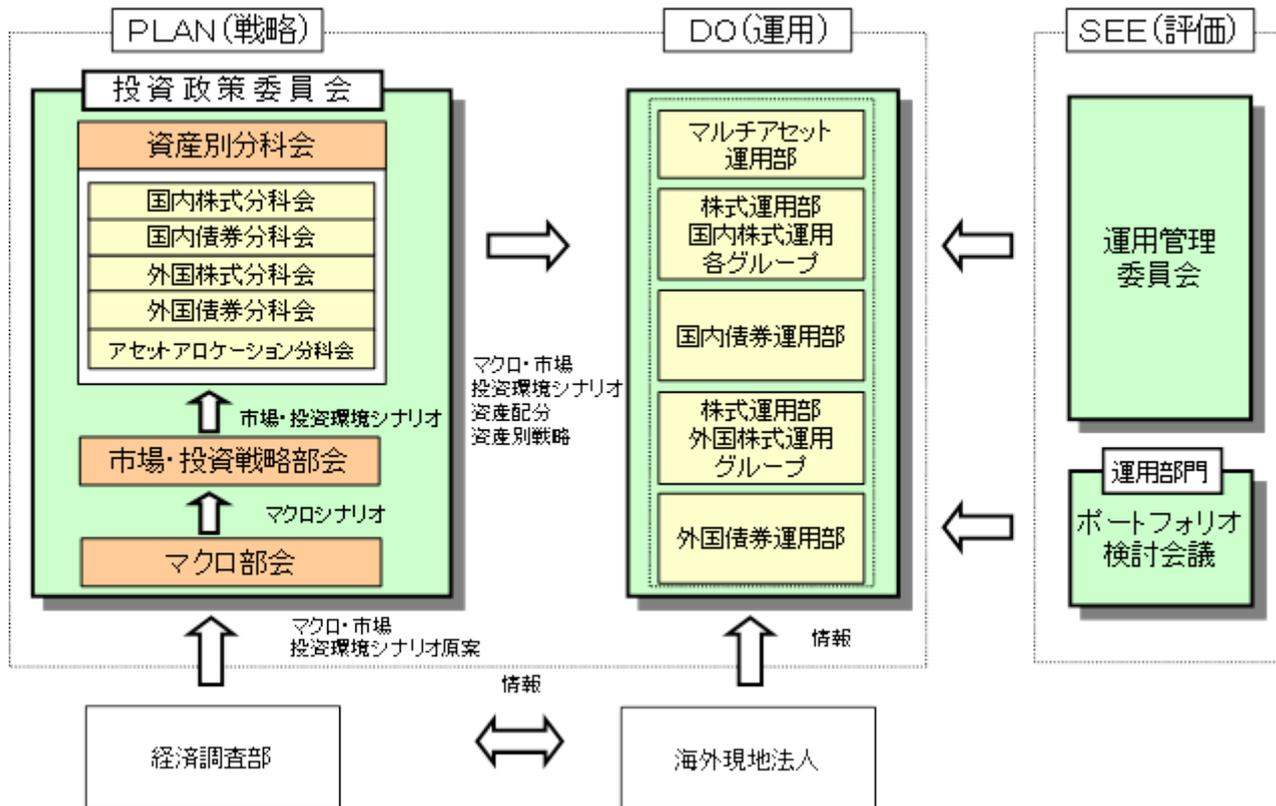 PLAN(戦略)
投資政策委員会
資産別分科会
国内株式分科会
国内債券分科会
外国株式分科会
外国債券分科会
アセットアロケーション分科会
市場・投資環境シナリオ
市場・投資戦略部会
マクロシナリオ
マクロ部会
マクロ・市場
投資環境シナリオ原案
経済調査部
マクロ・市場
投資環境シナリオ
資産配分
資産別戦略
DO(運用)
マルチアセット
運用部
株式運用部
国内株式運用
各グループ
国内債券運用部
株式運用部
外国株式運用
グループ
外国債券運用部
情報
情報
海外現地法人
SEE(評価)
運用管理
委員会
運用部門
ポートフォリオ
検討会議